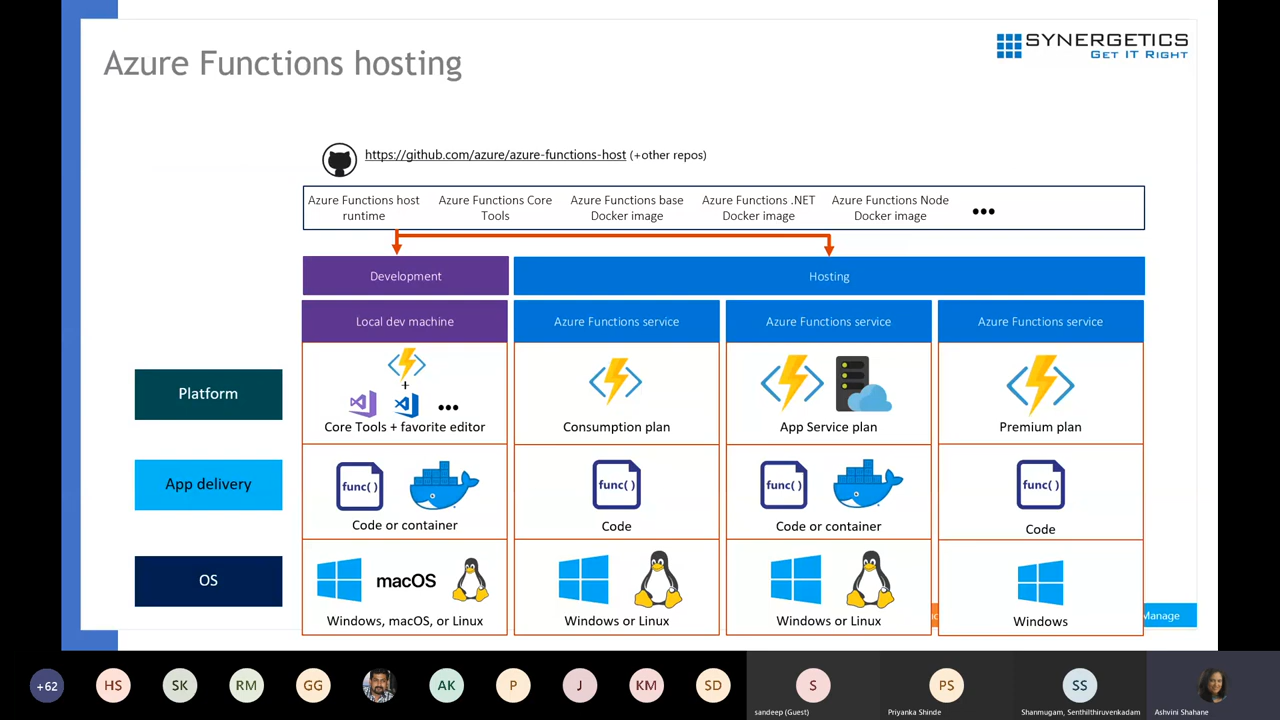 Azure Functions hosting
SYNERGETICS
GET IT RIGHT
https://github.com/azure/azure-functions-host (+other repos)
Azure Functions host runtime
Azure Functions Core Tools
Azure Functions base Docker image
Azure Functions .NET Docker image
Azure Functions Node Docker image
•••
Development
Hosting
Local dev machine
Azure Functions service
Azure Functions service
Azure Functions service
Platform
+
•••
Core Tools + favorite editor
Consumption plan
App Service plan
Premium plan
App delivery
func( )
func( )
func( )
func( )
Code or container
Code
Code or container
Code
OS
macOS
Windows, macOS, or Linux
Windows or Linux
Windows or Linux
Windows
Manage
+62
HS
SK
RM
GG
AK
P
J
KM
SD
S
PS
SS
sandeep (Guest)
Priyanka Shinde
Shanmugam, Senthilthiruvenkadam
Ashvini Shahane